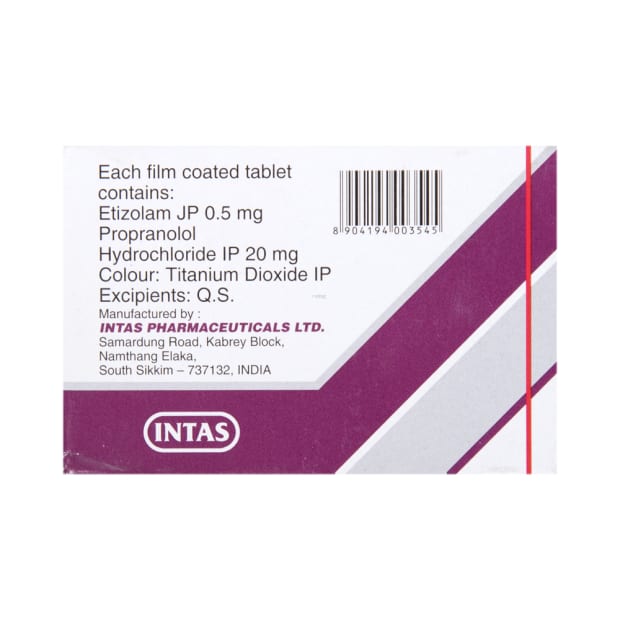 Each film coated tablet
contains:
Etizolam JP 0.5 mg
Propranolol
Hydrochloride IP 20 mg
Colour: Titanium Dioxide IP
Excipients: Q.S.
Manufactured by :
INTAS PHARMACEUTICALS LTD.
Samardung Road, Kabrey Block,
Namthang Elaka,
South Sikkim – 737132, INDIA
8 904194 003545
INTAS